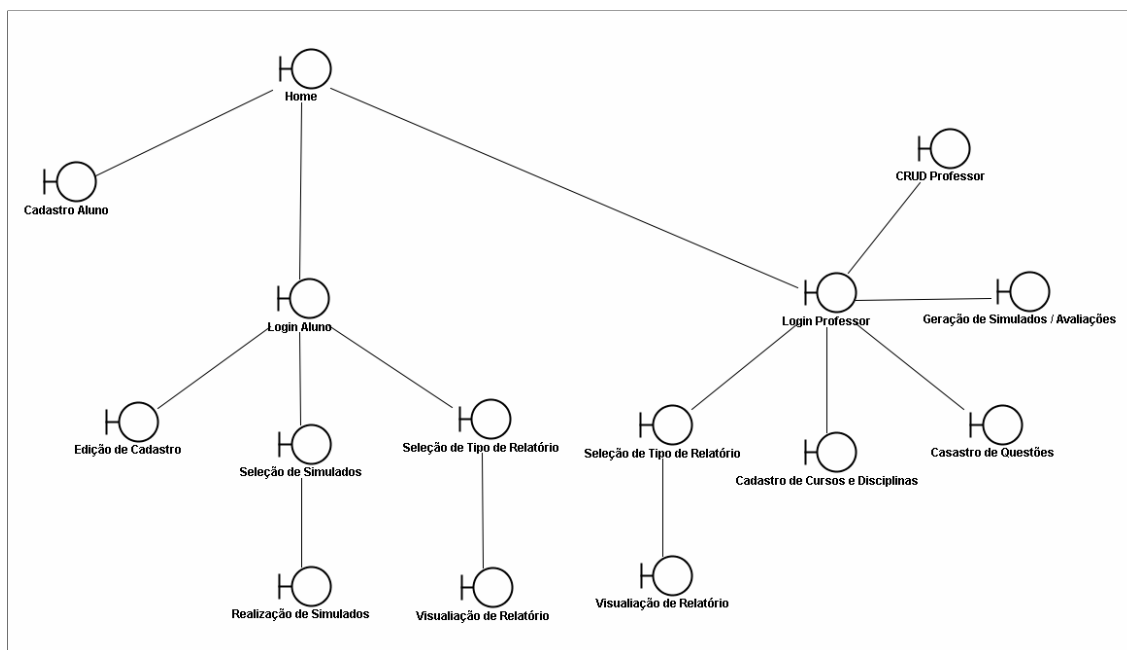 Home
CRUD Professor
Cadastro Aluno
Login Aluno
Login Professor
Geração de Simulados / Avaliações
Edição de Cadastro
Seleção de Simulados
Seleção de Tipo de Relatório
Seleção de Tipo de Relatório
Cadastro de Cursos e Disciplinas
Casastro de Questões
Realização de Simulados
Visualiação de Relatório
Visualiação de Relatório